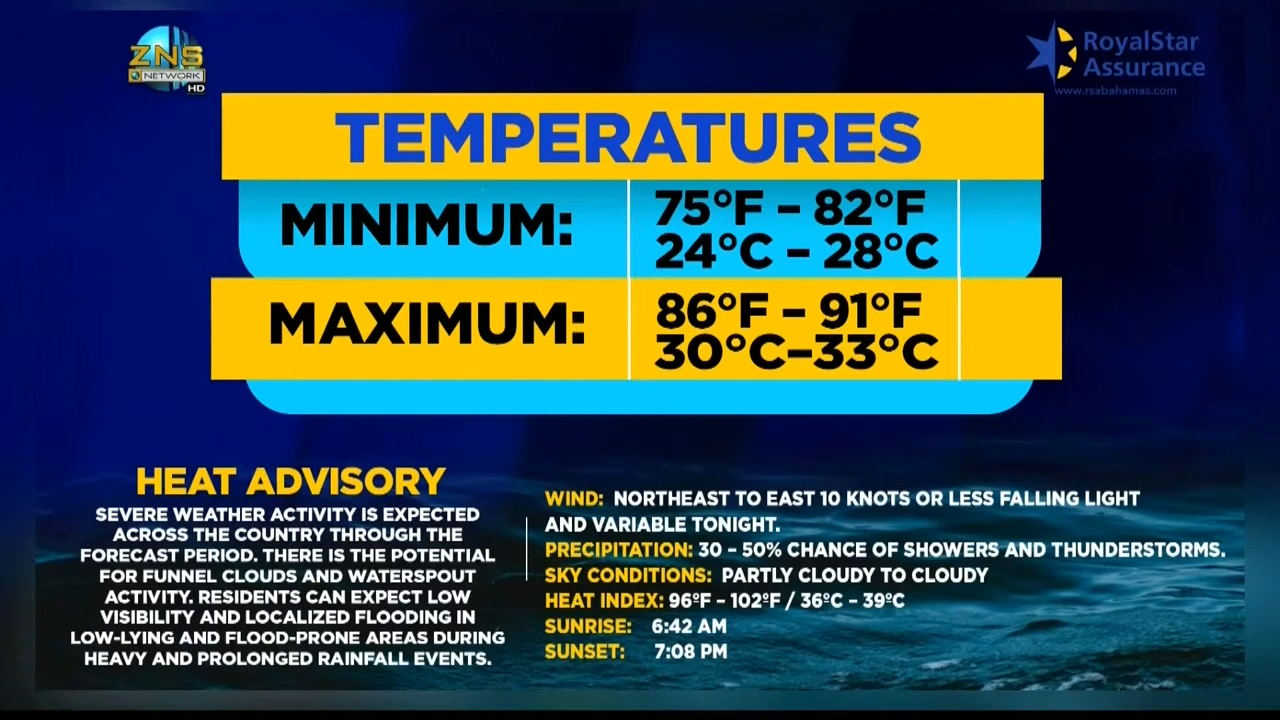 ZNS
NETWORK
HD
RoyalStar
Assurance
www.rsabahamas.com
TEMPERATURES
MINIMUM:
75°F – 82°F
24°C – 28°C
MAXIMUM:
86°F – 91°F
30°C–33°C
HEAT ADVISORY
SEVERE WEATHER ACTIVITY IS EXPECTED
ACROSS THE COUNTRY THROUGH THE
FORECAST PERIOD. THERE IS THE POTENTIAL
FOR FUNNEL CLOUDS AND WATERSPOUT
ACTIVITY. RESIDENTS CAN EXPECT LOW
VISIBILITY AND LOCALIZED FLOODING IN
LOW-LYING AND FLOOD-PRONE AREAS DURING
HEAVY AND PROLONGED RAINFALL EVENTS.
WIND: NORTHEAST TO EAST 10 KNOTS OR LESS FALLING LIGHT
AND VARIABLE TONIGHT.
PRECIPITATION: 30 – 50% CHANCE OF SHOWERS AND THUNDERSTORMS.
SKY CONDITIONS: PARTLY CLOUDY TO CLOUDY
HEAT INDEX: 96ºF – 102ºF / 36ºC – 39ºC
SUNRISE: 6:42 AM
SUNSET: 7:08 PM